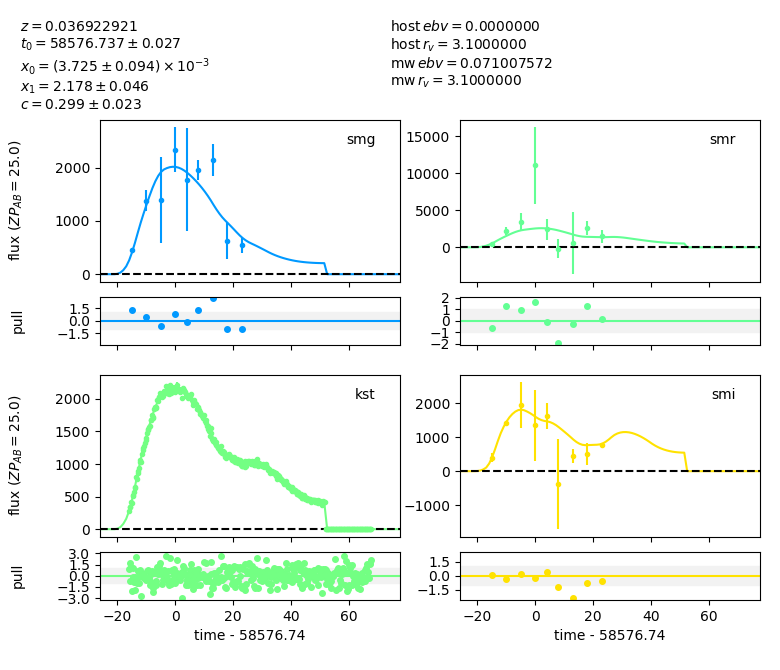 z = 0.036922921
t0 = 58576.737 ± 0.027
x0 = (3.725 ± 0.094) × 10^−3
x1 = 2.178 ± 0.046
c = 0.299 ± 0.023
host ebv = 0.0000000
host r_v = 3.1000000
mw ebv = 0.071007572
mw r_v = 3.1000000
flux (ZP_AB = 25.0)
2000
1000
0
smg
15000
10000
5000
0
smr
pull
1.5
0.0
−1.5
2
1
0
−1
−2
flux (ZP_AB = 25.0)
2000
1500
1000
500
0
kst
2000
1000
0
−1000
smi
pull
3.0
1.5
0.0
−1.5
−3.0
1.5
0.0
−1.5
−20 0 20 40 60
−20 0 20 40 60
time - 58576.74
time - 58576.74